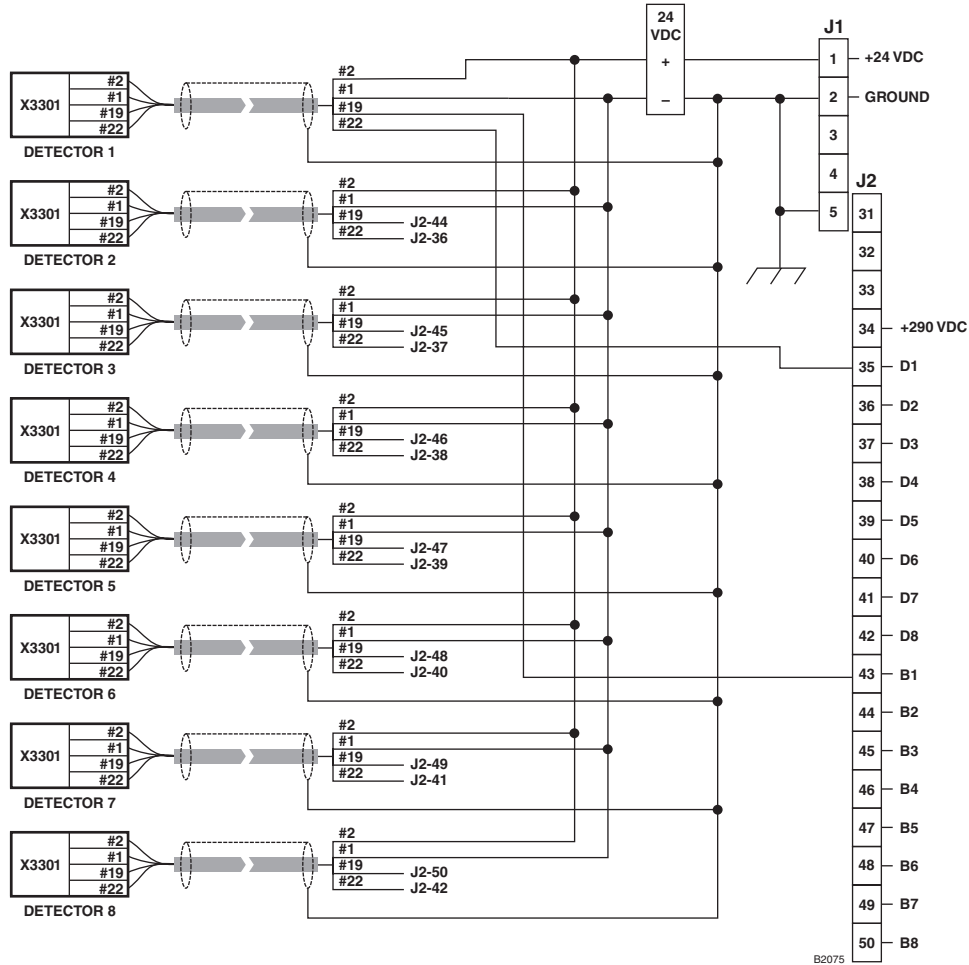 24
VDC
+
–
J1
1 +24 VDC
2 GROUND
3
4
5
X3301
#2
#1
#19
#22
DETECTOR 1
#2
#1
#19
#22
X3301
#2
#1
#19
#22
DETECTOR 2
#2
#1
#19 J2-44
#22 J2-36
X3301
#2
#1
#19
#22
DETECTOR 3
#2
#1
#19 J2-45
#22 J2-37
X3301
#2
#1
#19
#22
DETECTOR 4
#2
#1
#19 J2-46
#22 J2-38
X3301
#2
#1
#19
#22
DETECTOR 5
#2
#1
#19 J2-47
#22 J2-39
X3301
#2
#1
#19
#22
DETECTOR 6
#2
#1
#19 J2-48
#22 J2-40
X3301
#2
#1
#19
#22
DETECTOR 7
#2
#1
#19 J2-49
#22 J2-41
X3301
#2
#1
#19
#22
DETECTOR 8
#2
#1
#19 J2-50
#22 J2-42
J2
31
32
33
34 +290 VDC
35 D1
36 D2
37 D3
38 D4
39 D5
40 D6
41 D7
42 D8
43 B1
44 B2
45 B3
46 B4
47 B5
48 B6
49 B7
50 B8
B2075